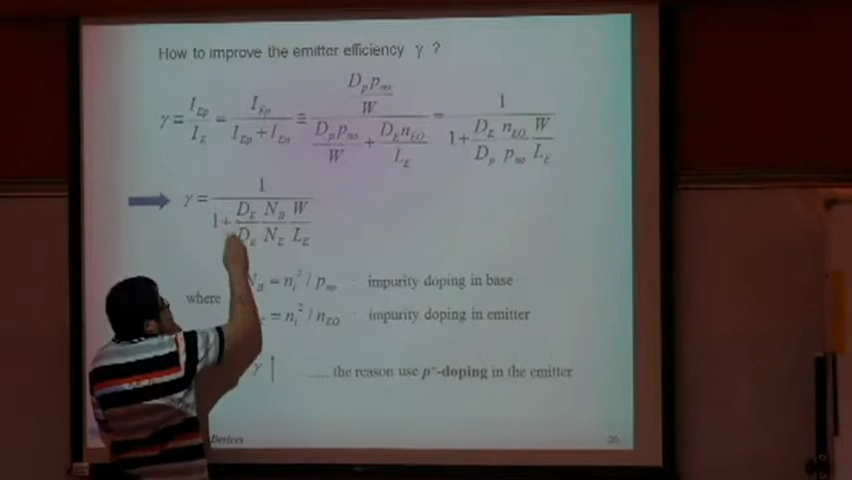 How to improve the emitter efficiency γ ?
γ = I_Ep / I_E = I_Ep / (I_Ep + I_En) ≅ (D_p p_no / W) / (D_p p_no / W + D_E n_EO / L_E) = 1 / (1 + (D_E / D_p) (n_EO / p_no) (W / L_E))
γ = 1 / (1 + (D_E / D_p) (N_B / N_E) (W / L_E))
where N_B = n_i² / p_no : impurity doping in base
= n_i² / n_EO : impurity doping in emitter
γ ↑ ..... the reason use p⁺-doping in the emitter
Devices 20